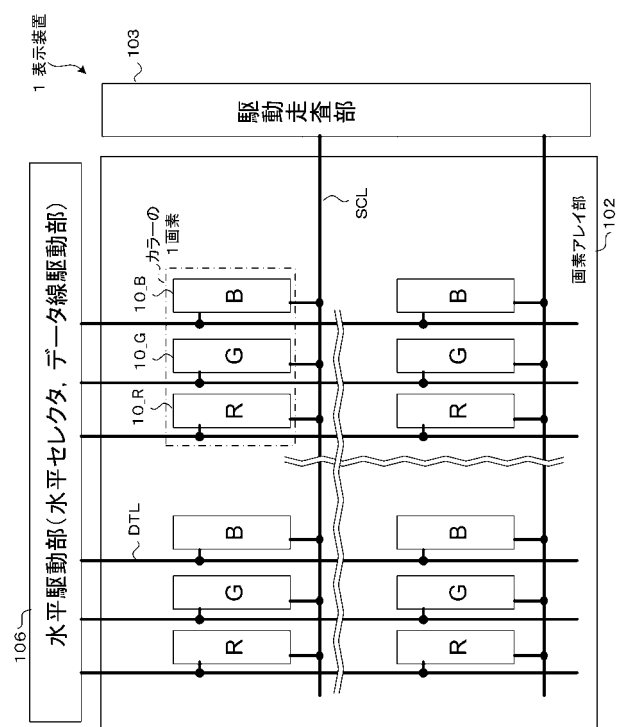 1 表示装置
106
水平駆動部(水平セレクタ, データ線駆動部)
103
駆動走査部
カラーの
1画素
10_R
10_G
10_B
DTL
R
G
B
R
G
B
SCL
R
G
B
R
G
B
画素アレイ部
102